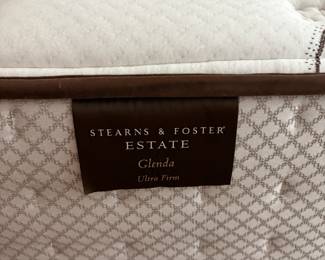 STEARNS & FOSTER®
ESTATE
Glenda
Ultra Firm